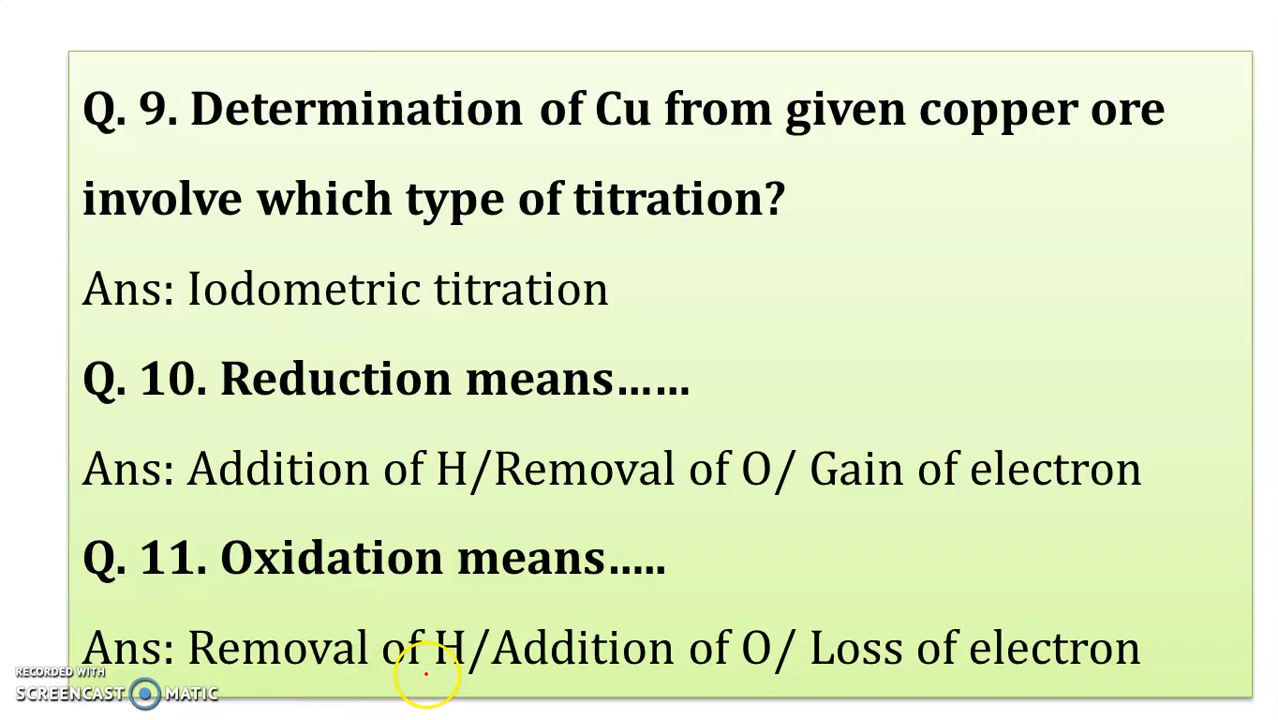 Q. 9. Determination of Cu from given copper ore
involve which type of titration?
Ans: Iodometric titration
Q. 10. Reduction means……
Ans: Addition of H/Removal of O/ Gain of electron
Q. 11. Oxidation means…..
Ans: Removal of H/Addition of O/ Loss of electron
RECORDED WITH
SCREENCAST MATIC